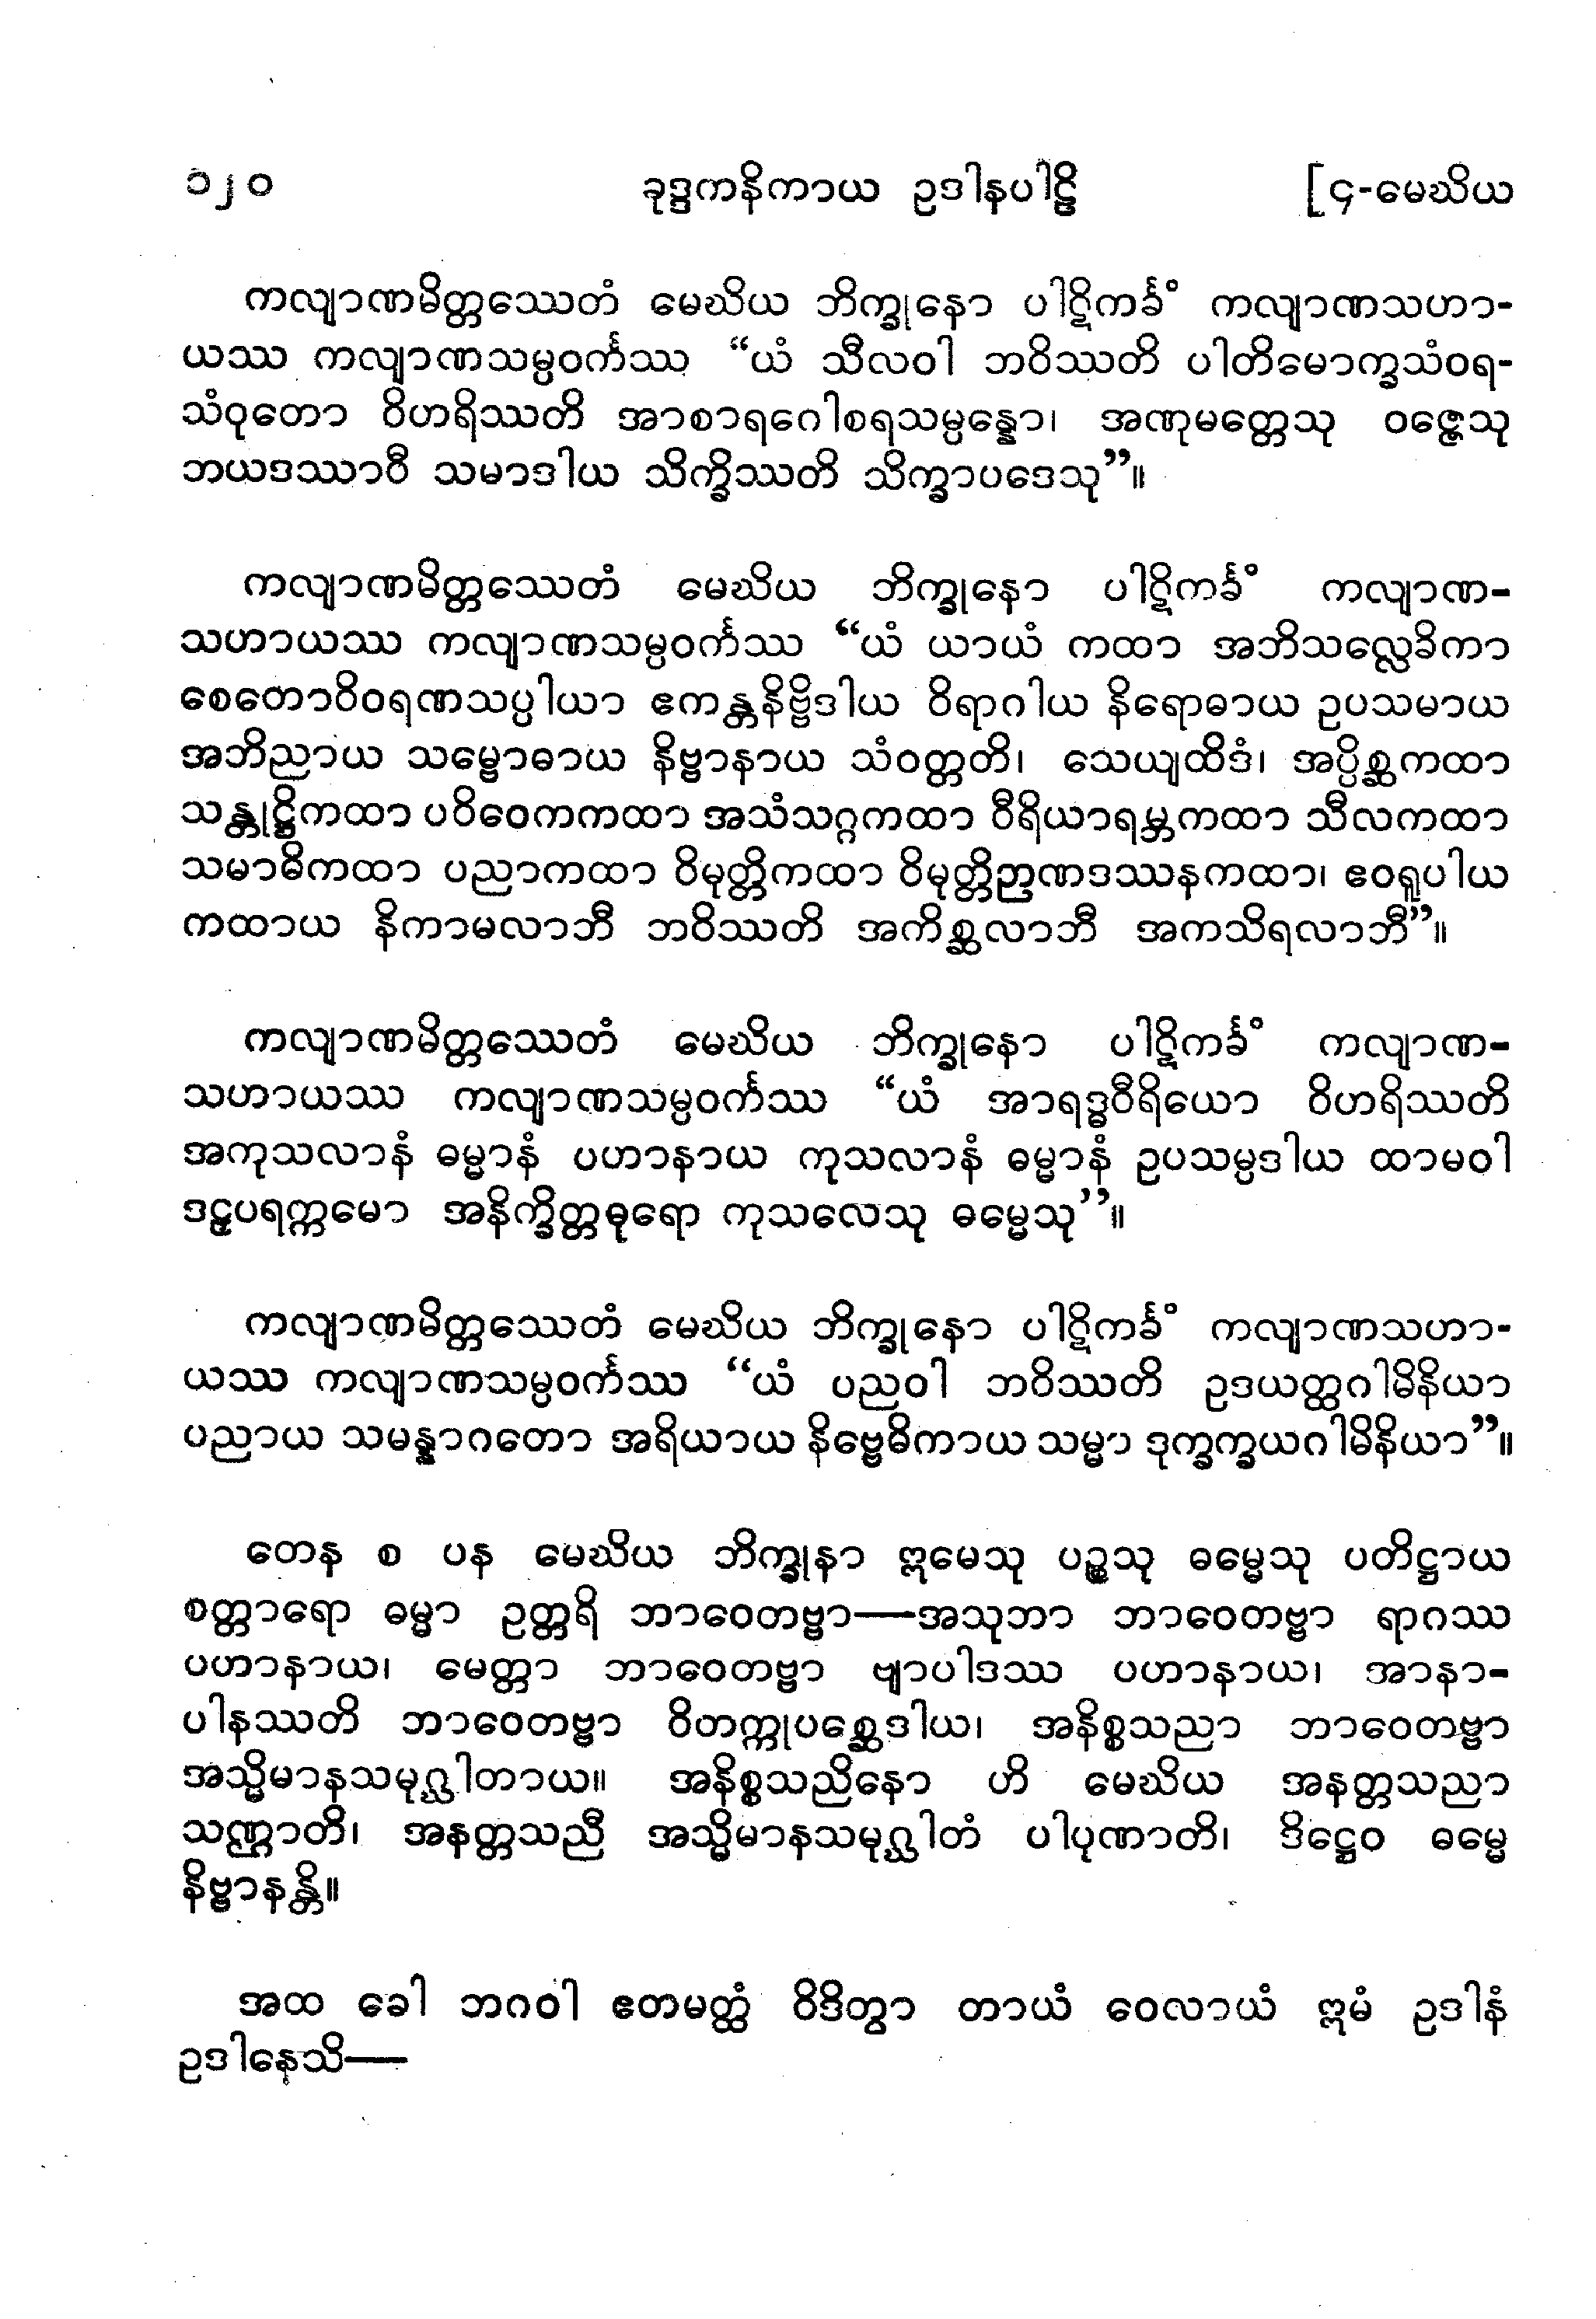 ၁၂၀ ခုဒ္ဒကနိကာယ ဥဒါနပါဠိ [၄-မေဃိယ
ကလျာဏမိတ္တဿေတံ မေဃိယ ဘိက္ခုနော ပါဋိကင်္ခံ ကလျာဏသဟာ-
ယဿ ကလျာဏသမ္ပဝင်္ကဿ “ယံ သီလဝါ ဘဝိဿတိ ပါတိမောက္ခသံဝရ-
သံဝုတော ဝိဟရိဿတိ အာစာရဂေါစရသမ္ပန္နော၊ အဏုမတ္တေသု ဝဇ္ဇေသု
ဘယဒဿာဝီ သမာဒါယ သိက္ခိဿတိ သိက္ခာပဒေသု”။
ကလျာဏမိတ္တဿေတံ မေဃိယ ဘိက္ခုနော ပါဋိကင်္ခံ ကလျာဏ-
သဟာယဿ ကလျာဏသမ္ပဝင်္ကဿ “ယံ ယာယံ ကထာ အဘိသလ္လေခိကာ
စေတောဝိဝရဏသပ္ပါယာ ဧကန္တနိဗ္ဗိဒါယ ဝိရာဂါယ နိရောဓာယ ဥပသမာယ
အဘိညာယ သမ္ဗောဓာယ နိဗ္ဗာနာယ သံဝတ္တတိ၊ သေယျထိဒံ၊ အပ္ပိစ္ဆကထာ
သန္တုဋ္ဌိကထာ ပဝိဝေကကထာ အသံသဂ္ဂကထာ ဝီရိယာရမ္ဘကထာ သီလကထာ
သမာဓိကထာ ပညာကထာ ဝိမုတ္တိကထာ ဝိမုတ္တိဉာဏဒဿနကထာ၊ ဧဝရူပါယ
ကထာယ နိကာမလာဘီ ဘဝိဿတိ အကိစ္ဆလာဘီ အကသိရလာဘီ”။
ကလျာဏမိတ္တဿေတံ မေဃိယ ဘိက္ခုနော ပါဋိကင်္ခံ ကလျာဏ-
သဟာယဿ ကလျာဏသမ္ပဝင်္ကဿ “ယံ အာရဒ္ဓဝီရိယော ဝိဟရိဿတိ
အကုသလာနံ ဓမ္မာနံ ပဟာနာယ ကုသလာနံ ဓမ္မာနံ ဥပသမ္ပဒါယ ထာမဝါ
ဒဠှပရက္ကမော အနိက္ခိတ္တဓုရော ကုသလေသု ဓမ္မေသု”။
ကလျာဏမိတ္တဿေတံ မေဃိယ ဘိက္ခုနော ပါဋိကင်္ခံ ကလျာဏသဟာ-
ယဿ ကလျာဏသမ္ပဝင်္ကဿ “ယံ ပညဝါ ဘဝိဿတိ ဥဒယတ္ထဂါမိနိယာ
ပညာယ သမန္နာဂတော အရိယာယ နိဗ္ဗေဓိကာယ သမ္မာ ဒုက္ခက္ခယဂါမိနိယာ”။
တေန စ ပန မေဃိယ ဘိက္ခုနာ ဣမေသု ပဉ္စသု ဓမ္မေသု ပတိဋ္ဌာယ
စတ္တာရော ဓမ္မာ ဥတ္တရိ ဘာဝေတဗ္ဗာ—အသုဘာ ဘာဝေတဗ္ဗာ ရာဂဿ
ပဟာနာယ၊ မေတ္တာ ဘာဝေတဗ္ဗာ ဗျာပါဒဿ ပဟာနာယ၊ အာနာ-
ပါနဿတိ ဘာဝေတဗ္ဗာ ဝိတက္ကုပစ္ဆေဒါယ၊ အနိစ္စသညာ ဘာဝေတဗ္ဗာ
အသ္မိမာနသမုဂ္ဃါတာယ။ အနိစ္စသညိနော ဟိ မေဃိယ အနတ္တသညာ
သဏ္ဌာတိ၊ အနတ္တသညီ အသ္မိမာနသမုဂ္ဃါတံ ပါပုဏာတိ၊ ဒိဋ္ဌေဝ ဓမ္မေ
နိဗ္ဗာနန္တိ။
အထ ခေါ ဘဂဝါ ဧတမတ္ထံ ဝိဒိတွာ တာယံ ဝေလာယံ ဣမံ ဥဒါနံ
ဥဒါနေသိ—